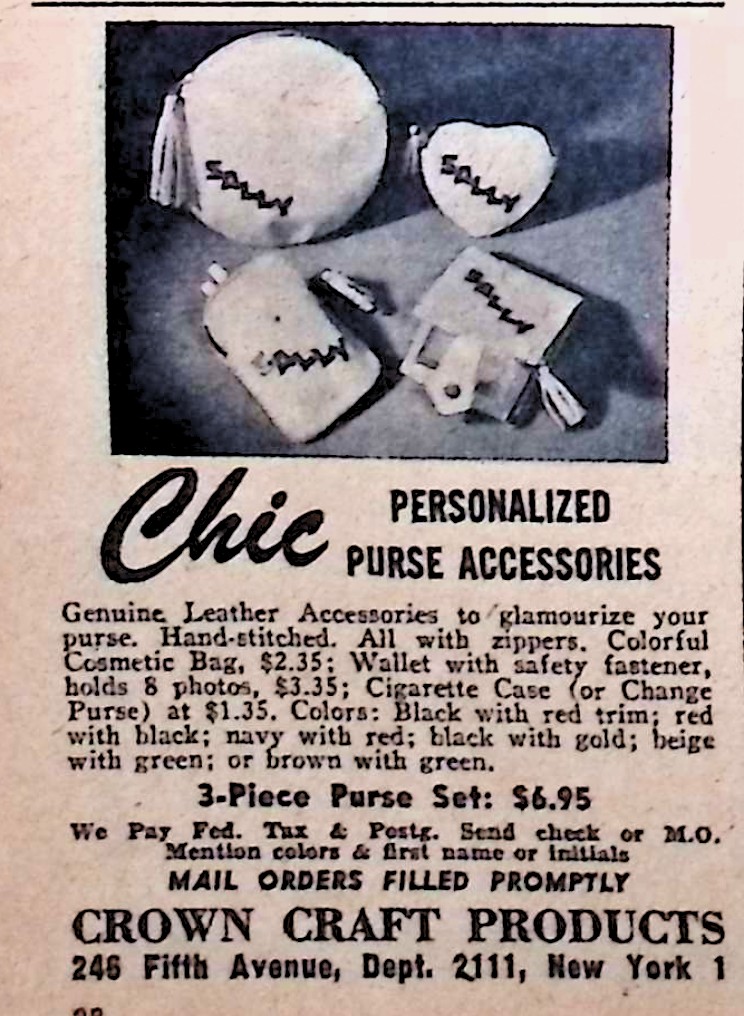 SALLY
SALLY
SALLY
SALLY
Chic PERSONALIZED
PURSE ACCESSORIES
Genuine Leather Accessories to glamourize your
purse. Hand-stitched. All with zippers. Colorful
Cosmetic Bag, $2.35; Wallet with safety fastener,
holds 8 photos, $3.35; Cigarette Case (or Change
Purse) at $1.35. Colors: Black with red trim; red
with black; navy with red; black with gold; beige
with green; or brown with green.
3-Piece Purse Set: $6.95
We Pay Fed. Tax & Postg. Send check or M.O.
Mention colors & first name or initials
MAIL ORDERS FILLED PROMPTLY
CROWN CRAFT PRODUCTS
246 Fifth Avenue, Dept. 2111, New York 1